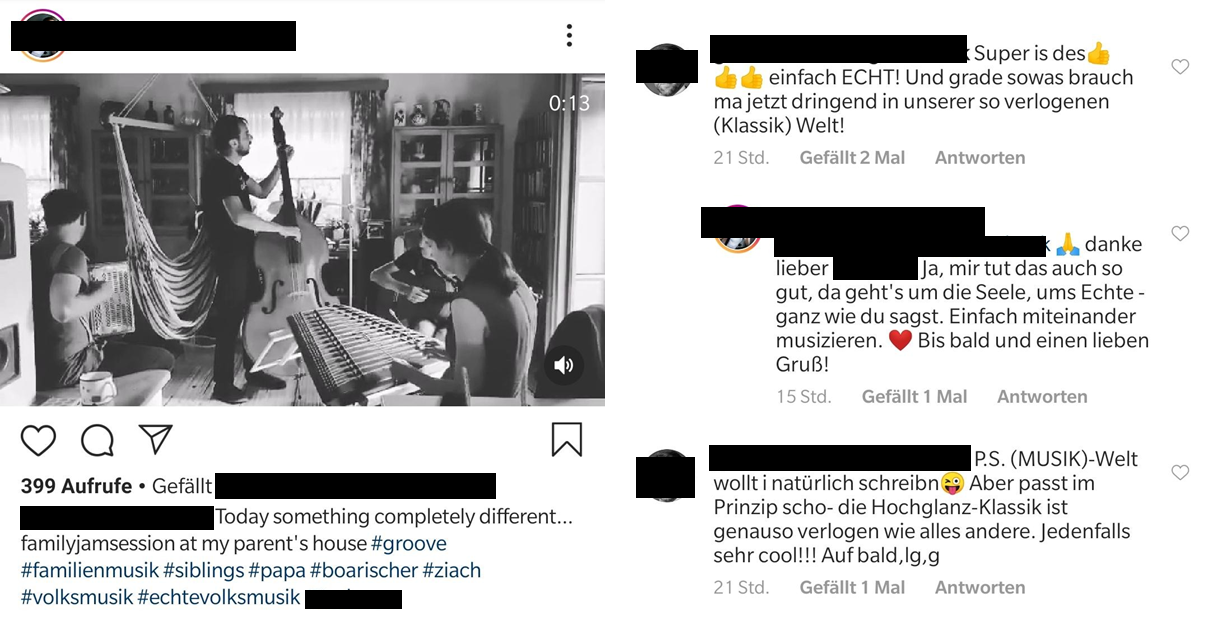 0:13
399 Aufrufe • Gefällt
Today something completely different...
familyjamsession at my parent's house #groove
#familienmusik #siblings #papa #boarischer #ziach
#volksmusik #echtevolksmusik
Super is des👍
👍👍 einfach ECHT! Und grade sowas brauch
ma jetzt dringend in unserer so verlogenen
(Klassik) Welt!
21 Std. Gefällt 2 Mal Antworten
🙏 danke
lieber Ja, mir tut das auch so
gut, da geht's um die Seele, ums Echte -
ganz wie du sagst. Einfach miteinander
musizieren. ❤️ Bis bald und einen lieben
Gruß!
15 Std. Gefällt 1 Mal Antworten
P.S. (MUSIK)-Welt
wollt i natürlich schreibn😜 Aber passt im
Prinzip scho- die Hochglanz-Klassik ist
genauso verlogen wie alles andere. Jedenfalls
sehr cool!!! Auf bald,lg,g
21 Std. Gefällt 1 Mal Antworten